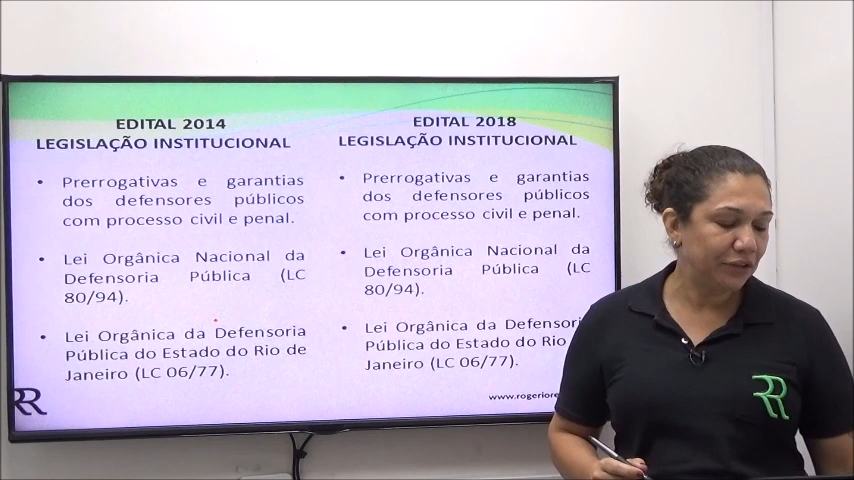 EDITAL 2014
LEGISLAÇÃO INSTITUCIONAL
• Prerrogativas e garantias
dos defensores públicos
com processo civil e penal.
• Lei Orgânica Nacional da
Defensoria Pública (LC
80/94).
• Lei Orgânica da Defensoria
Pública do Estado do Rio de
Janeiro (LC 06/77).
EDITAL 2018
LEGISLAÇÃO INSTITUCIONAL
• Prerrogativas e garantias
dos defensores públicos
com processo civil e penal.
• Lei Orgânica Nacional da
Defensoria Pública (LC
80/94).
• Lei Orgânica da Defensori
Pública do Estado do Rio
Janeiro (LC 06/77).
RR
RR